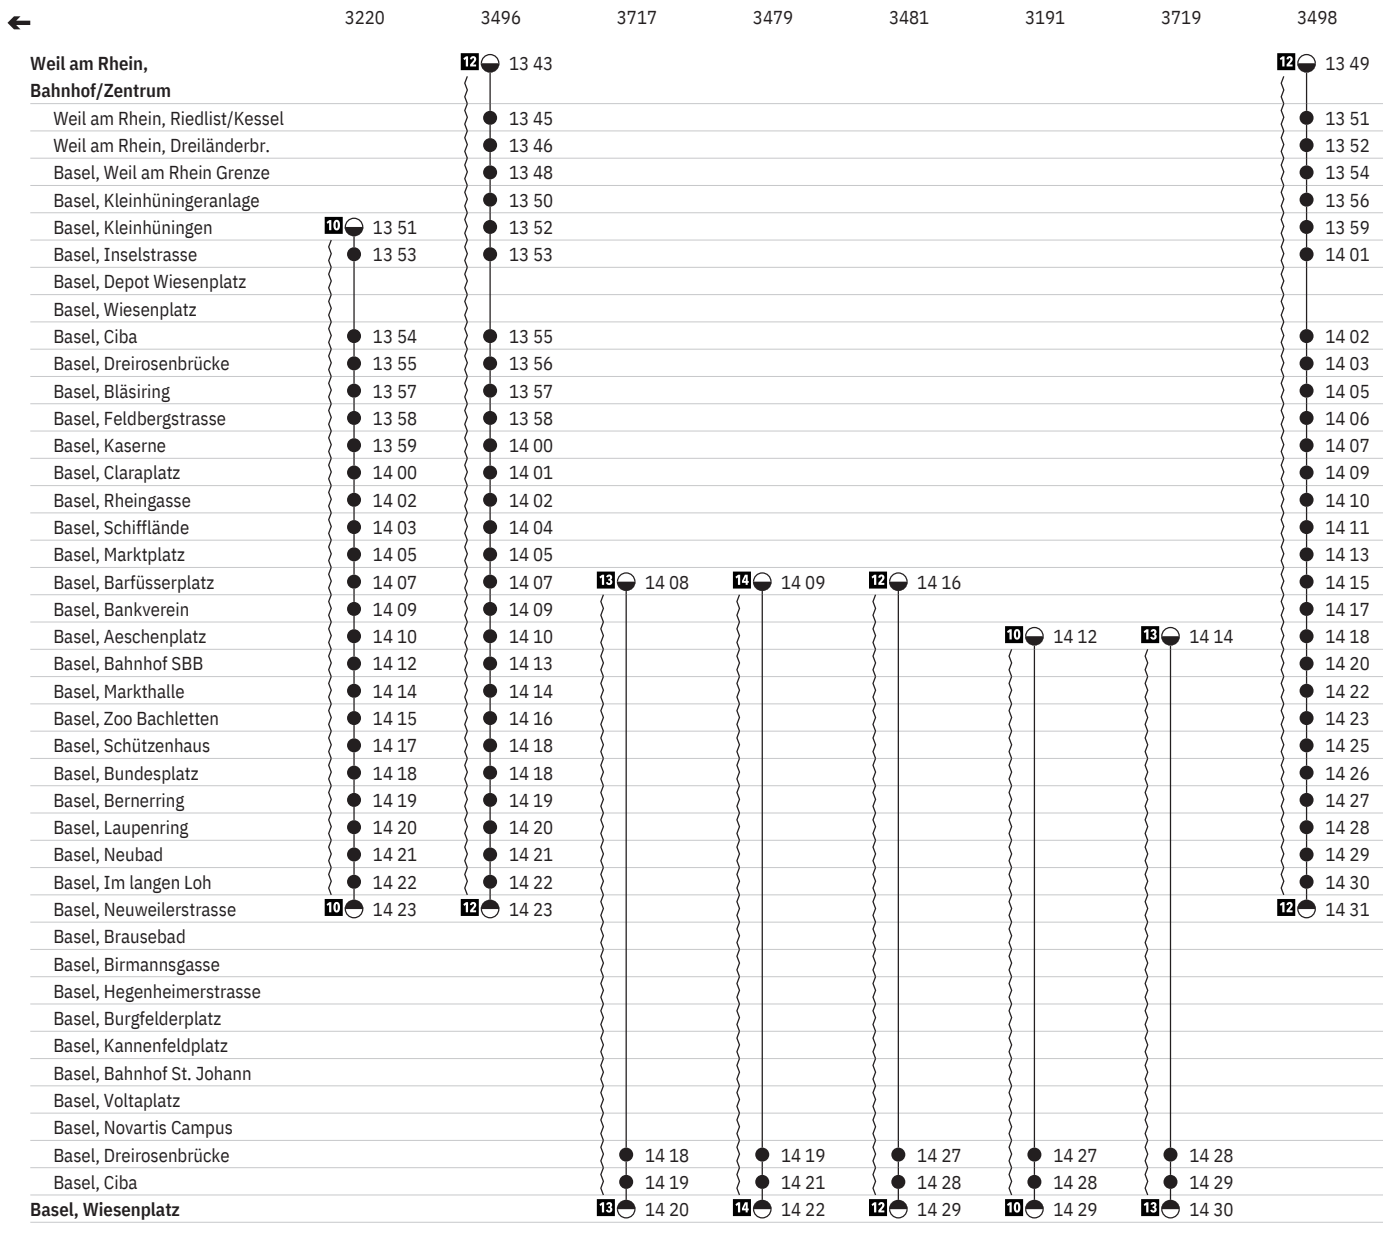 3220 3496 3717 3479 3481 3191 3719 3498
Weil am Rhein, 12 13 43 12 13 49
Bahnhof/Zentrum
Weil am Rhein, Riedlist/Kessel 13 45 13 51
Weil am Rhein, Dreiländerbr. 13 46 13 52
Basel, Weil am Rhein Grenze 13 48 13 54
Basel, Kleinhüningeranlage 13 50 13 56
Basel, Kleinhüningen 10 13 51 13 52 13 59
Basel, Inselstrasse 13 53 13 53 14 01
Basel, Depot Wiesenplatz
Basel, Wiesenplatz
Basel, Ciba 13 54 13 55 14 02
Basel, Dreirosenbrücke 13 55 13 56 14 03
Basel, Bläsiring 13 57 13 57 14 05
Basel, Feldbergstrasse 13 58 13 58 14 06
Basel, Kaserne 13 59 14 00 14 07
Basel, Claraplatz 14 00 14 01 14 09
Basel, Rheingasse 14 02 14 02 14 10
Basel, Schifflände 14 03 14 04 14 11
Basel, Marktplatz 14 05 14 05 14 13
Basel, Barfüsserplatz 14 07 14 07 13 14 08 14 14 09 12 14 16 14 15
Basel, Bankverein 14 09 14 09 14 17
Basel, Aeschenplatz 14 10 14 10 10 14 12 13 14 14 14 18
Basel, Bahnhof SBB 14 12 14 13 14 20
Basel, Markthalle 14 14 14 14 14 22
Basel, Zoo Bachletten 14 15 14 16 14 23
Basel, Schützenhaus 14 17 14 18 14 25
Basel, Bundesplatz 14 18 14 18 14 26
Basel, Bernerring 14 19 14 19 14 27
Basel, Laupenring 14 20 14 20 14 28
Basel, Neubad 14 21 14 21 14 29
Basel, Im langen Loh 14 22 14 22 14 30
Basel, Neuweilerstrasse 10 14 23 12 14 23 12 14 31
Basel, Brausebad
Basel, Birmannsgasse
Basel, Hegenheimerstrasse
Basel, Burgfelderplatz
Basel, Kannenfeldplatz
Basel, Bahnhof St. Johann
Basel, Voltaplatz
Basel, Novartis Campus
Basel, Dreirosenbrücke 14 18 14 19 14 27 14 27 14 28
Basel, Ciba 14 19 14 21 14 28 14 28 14 29
Basel, Wiesenplatz 13 14 20 14 14 22 12 14 29 10 14 29 13 14 30